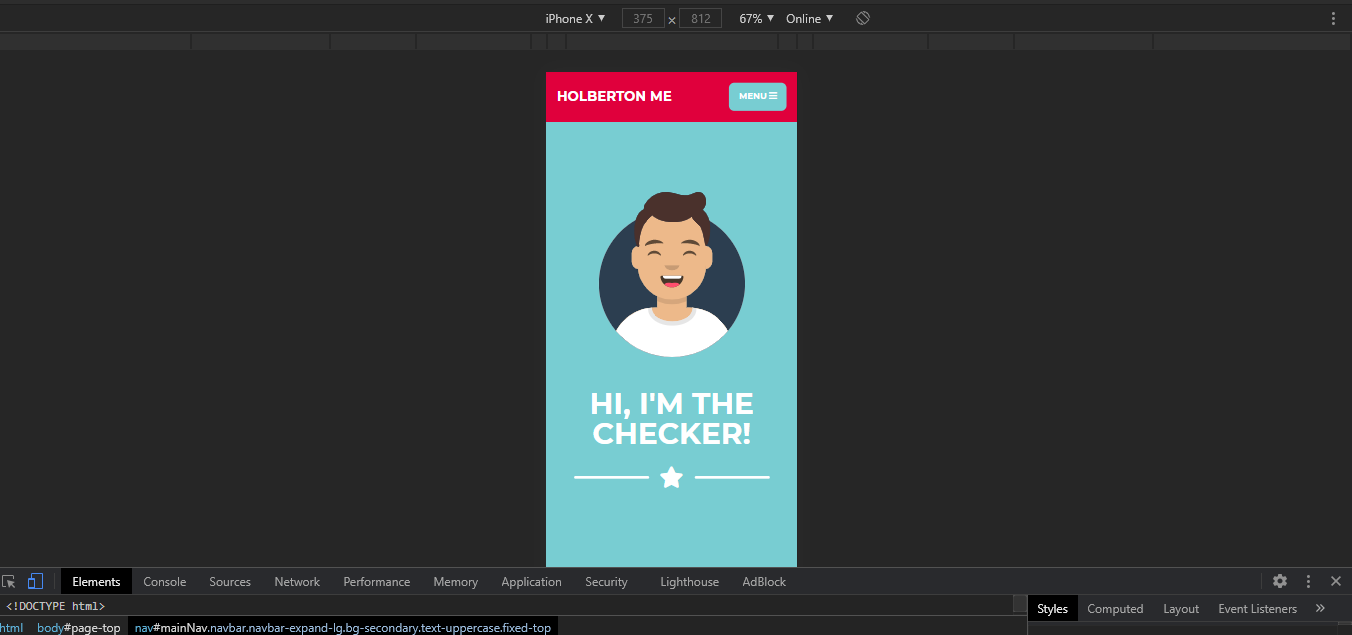 iPhone X ▼ 375 × 812 67% ▼ Online ▼
HOLBERTON ME
MENU
HI, I'M THE
CHECKER!
Elements Console Sources Network Performance Memory Application Security Lighthouse AdBlock
<!DOCTYPE html>
Styles Computed Layout Event Listeners »
html body#page-top nav#mainNav.navbar.navbar-expand-lg.bg-secondary.text-uppercase.fixed-top